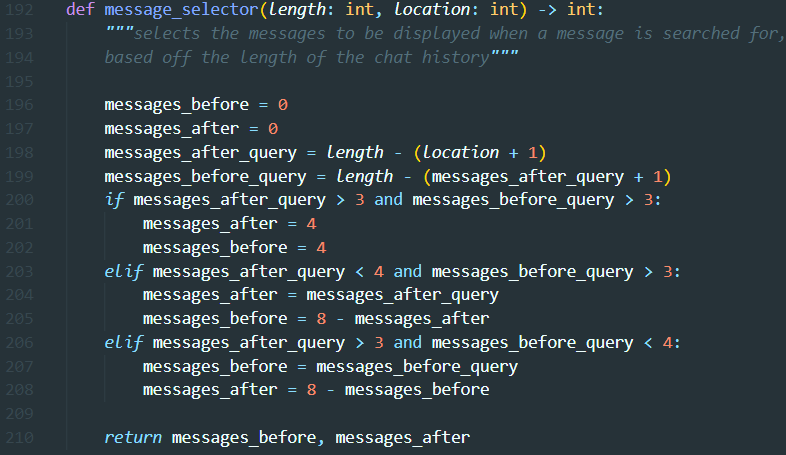 192 def message_selector(length: int, location: int) -> int:
193     """selects the messages to be displayed when a message is searched for,
194     based off the length of the chat history"""
195
196     messages_before = 0
197     messages_after = 0
198     messages_after_query = length - (location + 1)
199     messages_before_query = length - (messages_after_query + 1)
200     if messages_after_query > 3 and messages_before_query > 3:
201         messages_after = 4
202         messages_before = 4
203     elif messages_after_query < 4 and messages_before_query > 3:
204         messages_after = messages_after_query
205         messages_before = 8 - messages_after
206     elif messages_after_query > 3 and messages_before_query < 4:
207         messages_before = messages_before_query
208         messages_after = 8 - messages_before
209
210     return messages_before, messages_after